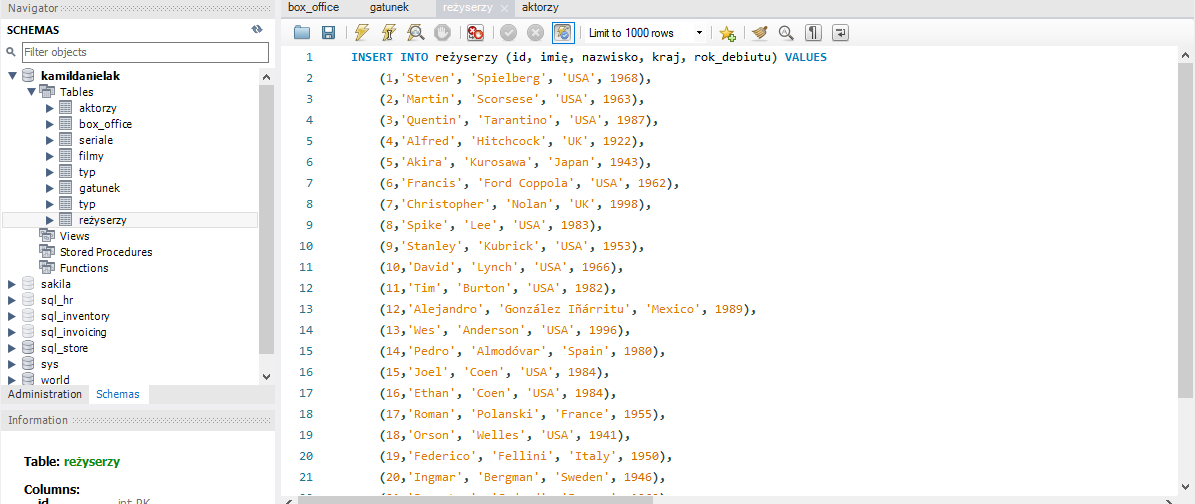 Navigator
SCHEMAS
Filter objects
kamildanielak
Tables
aktorzy
box_office
seriale
filmy
typ
gatunek
typ
reżyserzy
Views
Stored Procedures
Functions
sakila
sql_hr
sql_inventory
sql_invoicing
sql_store
sys
world
Administration Schemas
Information
Table: reżyserzy
Columns:
id int PK
box_office gatunek reżyserzy aktorzy
Limit to 1000 rows
1 INSERT INTO reżyserzy (id, imię, nazwisko, kraj, rok_debiutu) VALUES
2 (1,'Steven', 'Spielberg', 'USA', 1968),
3 (2,'Martin', 'Scorsese', 'USA', 1963),
4 (3,'Quentin', 'Tarantino', 'USA', 1987),
5 (4,'Alfred', 'Hitchcock', 'UK', 1922),
6 (5,'Akira', 'Kurosawa', 'Japan', 1943),
7 (6,'Francis', 'Ford Coppola', 'USA', 1962),
8 (7,'Christopher', 'Nolan', 'UK', 1998),
9 (8,'Spike', 'Lee', 'USA', 1983),
10 (9,'Stanley', 'Kubrick', 'USA', 1953),
11 (10,'David', 'Lynch', 'USA', 1966),
12 (11,'Tim', 'Burton', 'USA', 1982),
13 (12,'Alejandro', 'González Iñárritu', 'Mexico', 1989),
14 (13,'Wes', 'Anderson', 'USA', 1996),
15 (14,'Pedro', 'Almodóvar', 'Spain', 1980),
16 (15,'Joel', 'Coen', 'USA', 1984),
17 (16,'Ethan', 'Coen', 'USA', 1984),
18 (17,'Roman', 'Polanski', 'France', 1955),
19 (18,'Orson', 'Welles', 'USA', 1941),
20 (19,'Federico', 'Fellini', 'Italy', 1950),
21 (20,'Ingmar', 'Bergman', 'Sweden', 1946),